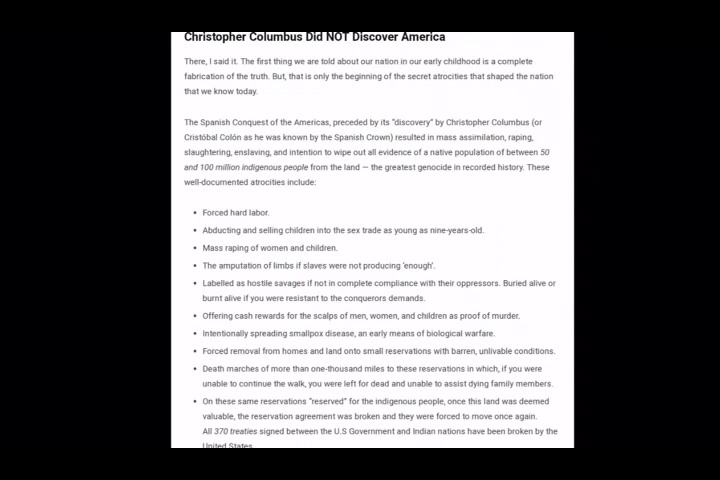 Christopher Columbus Did NOT Discover America
There, I said it. The first thing we are told about our nation in our early childhood is a complete
fabrication of the truth. But, that is only the beginning of the secret atrocities that shaped the nation
that we know today.
The Spanish Conquest of the Americas, preceded by its “discovery” by Christopher Columbus (or
Cristóbal Colón as he was known by the Spanish Crown) resulted in mass assimilation, raping,
slaughtering, enslaving, and intention to wipe out all evidence of a native population of between 50
and 100 million indigenous people from the land — the greatest genocide in recorded history. These
well-documented atrocities include:
• Forced hard labor.
• Abducting and selling children into the sex trade as young as nine-years-old.
• Mass raping of women and children.
• The amputation of limbs if slaves were not producing ‘enough’.
• Labelled as hostile savages if not in complete compliance with their oppressors. Buried alive or
burnt alive if you were resistant to the conquerors demands.
• Offering cash rewards for the scalps of men, women, and children as proof of murder.
• Intentionally spreading smallpox disease, an early means of biological warfare.
• Forced removal from homes and land onto small reservations with barren, unlivable conditions.
• Death marches of more than one-thousand miles to these reservations in which, if you were
unable to continue the walk, you were left for dead and unable to assist dying family members.
• On these same reservations “reserved” for the indigenous people, once this land was deemed
valuable, the reservation agreement was broken and they were forced to move once again.
All 370 treaties signed between the U.S Government and Indian nations have been broken by the
United States.